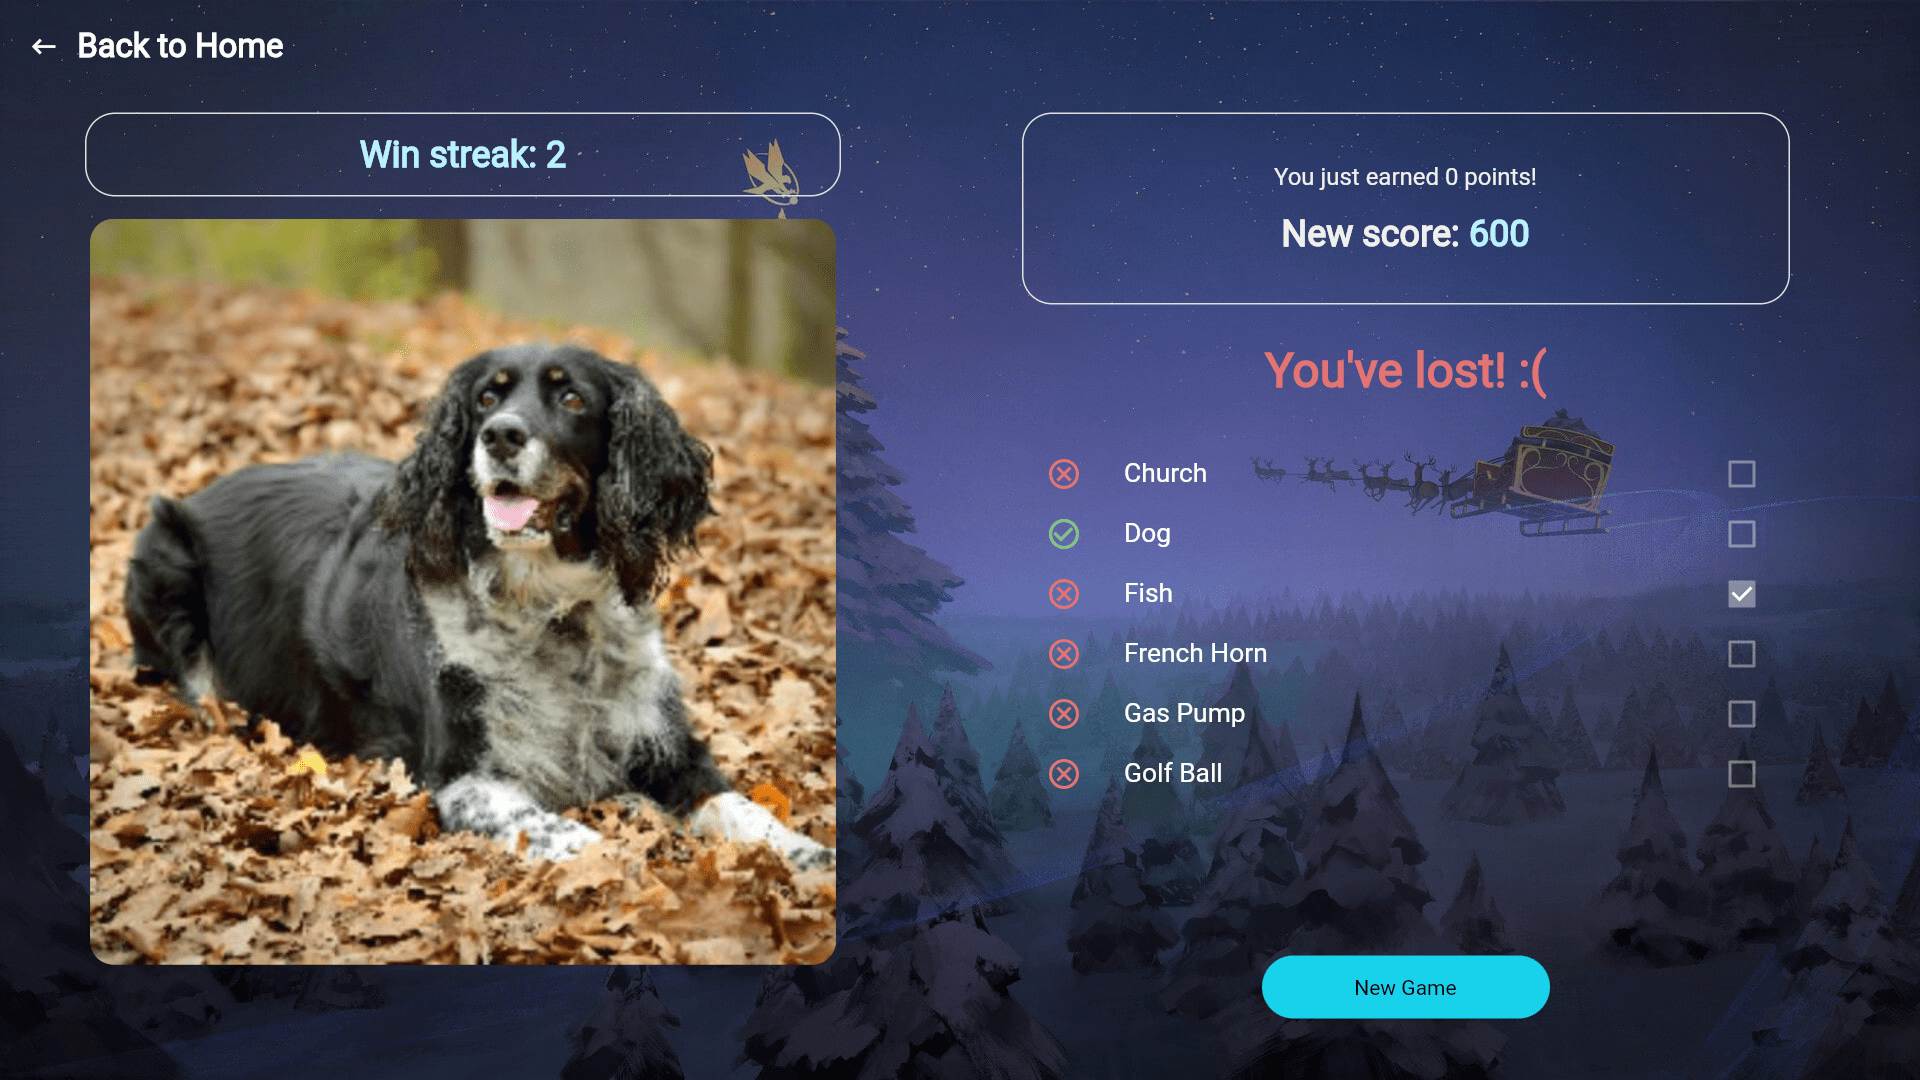 Back to Home
Win streak: 2
You just earned 0 points!
New score: 600
You've lost! :(
Church
Dog
Fish
French Horn
Gas Pump
Golf Ball
New Game